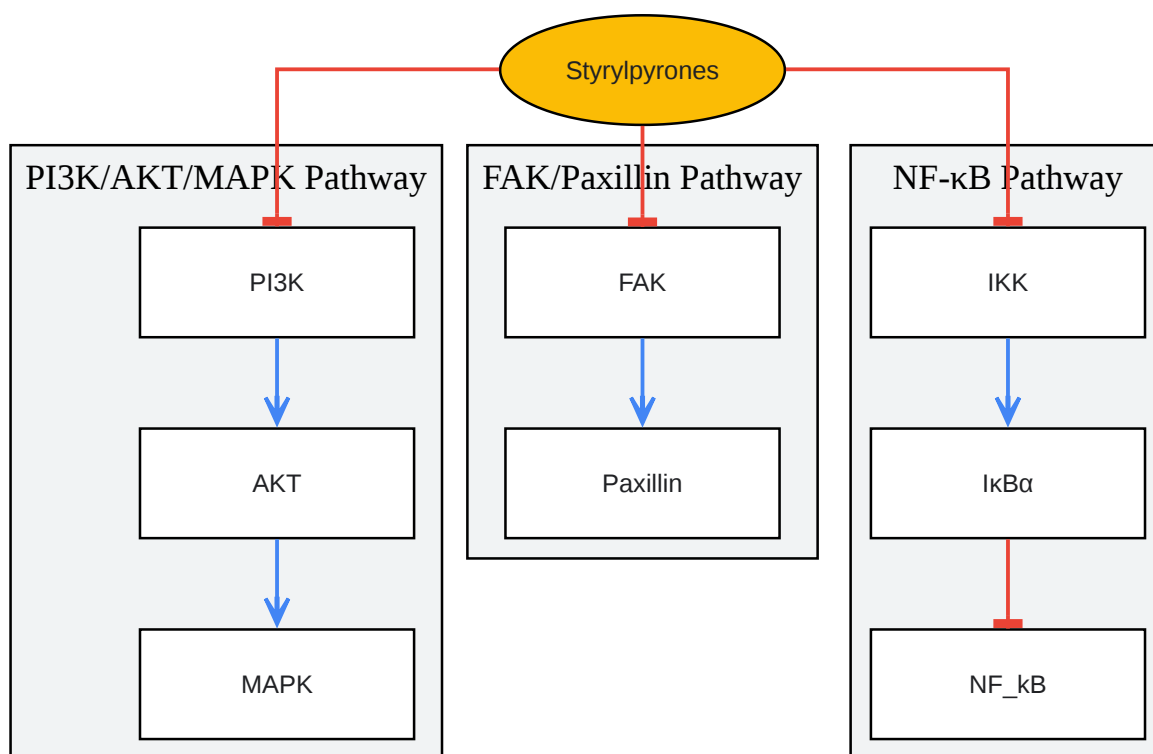 Styrylpyrones
PI3K/AKT/MAPK Pathway
FAK/Paxillin Pathway
NF-κB Pathway
PI3K
FAK
IKK
AKT
Paxillin
IκBα
MAPK
NF_kB